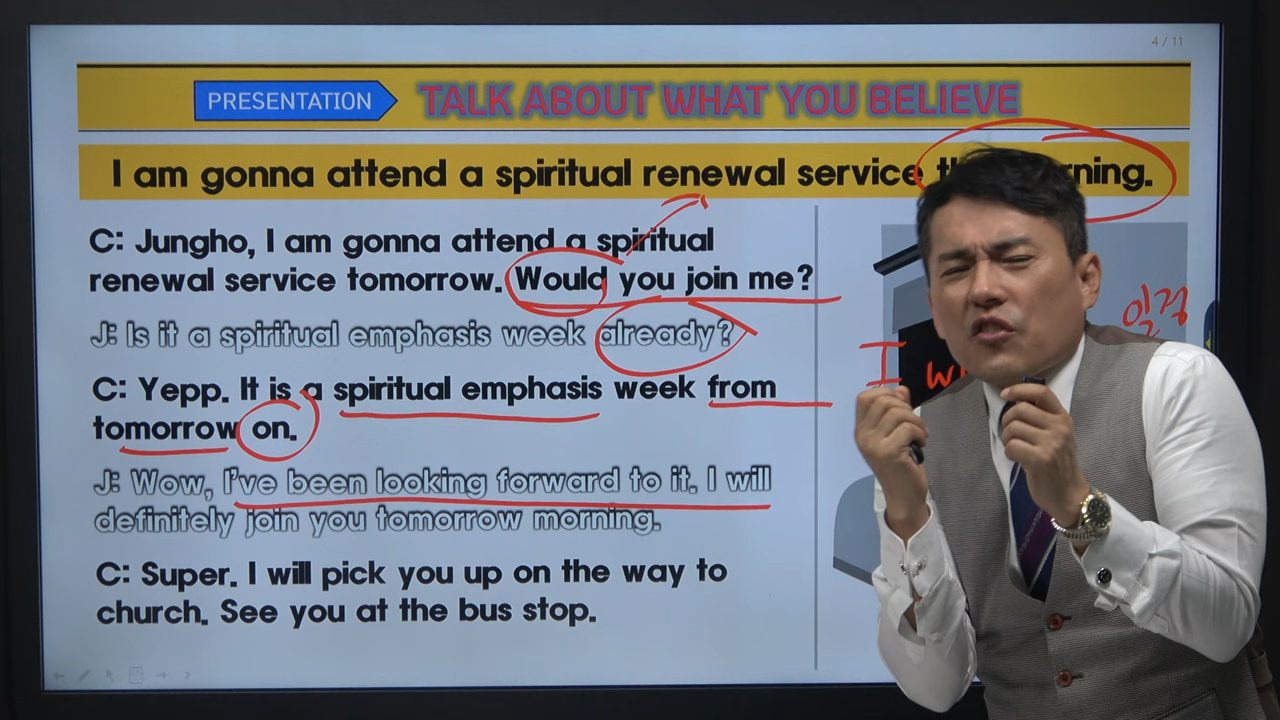 4 / 11
PRESENTATION
TALK ABOUT WHAT YOU BELIEVE
I am gonna attend a spiritual renewal service
C: Jungho, I am gonna attend a spiritual
renewal service tomorrow. Would you join me?
J: Is it a spiritual emphasis week already?
C: Yepp. It is a spiritual emphasis week from
tomorrow on.
J: Wow, I've been looking forward to it. I will
definitely join you tomorrow morning.
C: Super. I will pick you up on the way to
church. See you at the bus stop.
일정
I